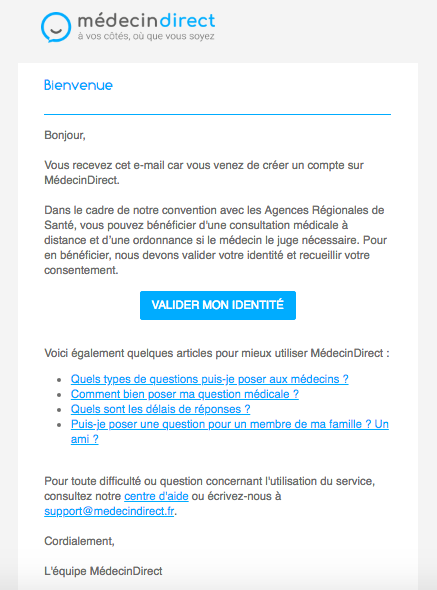 médecindirect
à vos côtés, où que vous soyez
Bienvenue
Bonjour,
Vous recevez cet e-mail car vous venez de créer un compte sur
MédecinDirect.
Dans le cadre de notre convention avec les Agences Régionales de
Santé, vous pouvez bénéficier d'une consultation médicale à
distance et d'une ordonnance si le médecin le juge nécessaire. Pour
en bénéficier, nous devons valider votre identité et recueillir votre
consentement.
VALIDER MON IDENTITÉ
Voici également quelques articles pour mieux utiliser MédecinDirect :
• Quels types de questions puis-je poser aux médecins ?
• Comment bien poser ma question médicale ?
• Quels sont les délais de réponses ?
• Puis-je poser une question pour un membre de ma famille ? Un
ami ?
Pour toute difficulté ou question concernant l'utilisation du service,
consultez notre centre d'aide ou écrivez-nous à
support@medecindirect.fr.
Cordialement,
L'équipe MédecinDirect